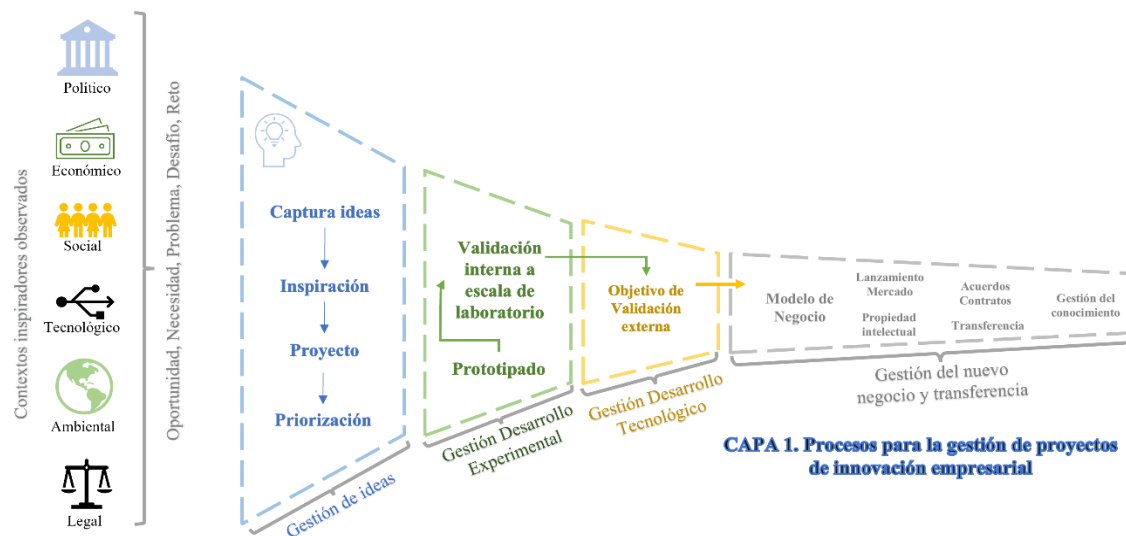 Contextos inspiradores observados
Político
Económico
Social
Tecnológico
Ambiental
Legal
Oportunidad, Necesidad, Problema, Desafío, Reto
Captura ideas
Inspiración
Proyecto
Priorización
Gestión de ideas
Validación
interna a
escala de
laboratorio
Prototipado
Gestión Desarrollo
Experimental
Objetivo de
Validación
externa
Gestión Desarrollo
Tecnológico
Modelo de
Negocio
Lanzamiento
Mercado
Propiedad
intelectual
Acuerdos
Contratos
Transferencia
Gestión del
conocimiento
Gestión del nuevo
negocio y transferencia
CAPA 1. Procesos para la gestión de proyectos
de innovación empresarial